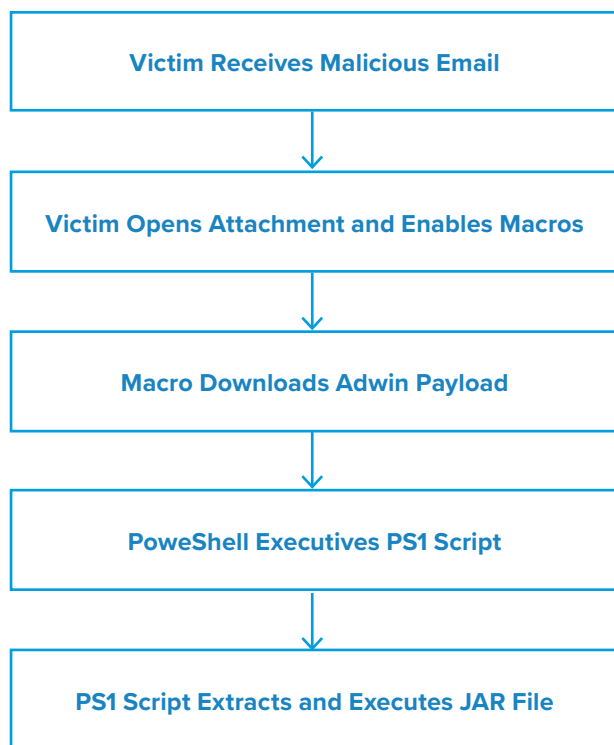 Victim Receives Malicious Email
Victim Opens Attachment and Enables Macros
Macro Downloads Adwin Payload
PoweShell Executives PS1 Script
PS1 Script Extracts and Executes JAR File